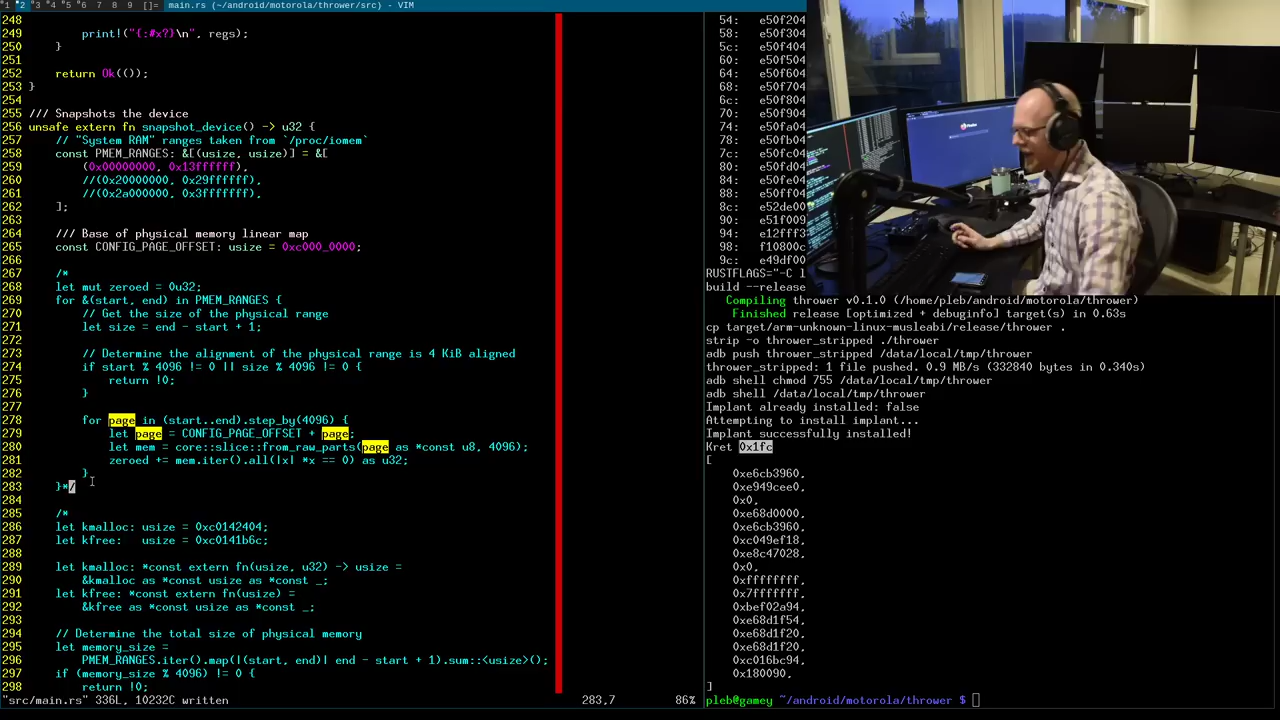 1 2 3 4 5 6 7 8 9 []= main.rs (~/android/motorola/thrower/src) - VIM
248
249 print!("{:#x?}\n", regs);
250 }
251
252 return Ok(());
253 }
254
255 /// Snapshots the device
256 unsafe extern fn snapshot_device() -> u32 {
257 // "System RAM" ranges taken from `/proc/iomem`
258 const PMEM_RANGES: &[(usize, usize)] = &[
259 (0x00000000, 0x13ffffff),
260 //(0x20000000, 0x29ffffff),
261 //(0x2a000000, 0x3fffffff),
262 ];
263
264 /// Base of physical memory linear map
265 const CONFIG_PAGE_OFFSET: usize = 0xc000_0000;
266
267 /*
268 let mut zeroed = 0u32;
269 for &(start, end) in PMEM_RANGES {
270 // Get the size of the physical range
271 let size = end - start + 1;
272
273 // Determine the alignment of the physical range is 4 KiB aligned
274 if start % 4096 != 0 || size % 4096 != 0 {
275 return !0;
276 }
277
278 for page in (start..end).step_by(4096) {
279 let page = CONFIG_PAGE_OFFSET + page;
280 let mem = core::slice::from_raw_parts(page as *const u8, 4096);
281 zeroed += mem.iter().all(|x| *x == 0) as u32;
282 }
283 }*/
284
285 /*
286 let kmalloc: usize = 0xc0142404;
287 let kfree: usize = 0xc0141b6c;
288
289 let kmalloc: *const extern fn(usize, u32) -> usize =
290 &kmalloc as *const usize as *const _;
291 let kfree: *const extern fn(usize) =
292 &kfree as *const usize as *const _;
293
294 // Determine the total size of physical memory
295 let memory_size =
296 PMEM_RANGES.iter().map(|(start, end)| end - start + 1).sum::<usize>();
297 if (memory_size % 4096) != 0 {
298 return !0;
"src/main.rs" 336L, 10232C written 283,7 86%
54: e50f204
58: e50f304
5c: e50f404
60: e50f504
64: e50f604
68: e50f704
6c: e50f804
70: e50f904
74: e50fa04
78: e50fb04
7c: e50fc04
80: e50fd04
84: e50fe04
88: e50ff04
8c: e52de00
90: e51f009
94: e12fff3
98: f10800c
9c: e49df00
RUSTFLAGS="-C l
build --release
Compiling thrower v0.1.0 (/home/pleb/android/motorola/thrower)
Finished release [optimized + debuginfo] target(s) in 0.63s
cp target/arm-unknown-linux-musleabi/release/thrower .
strip -o thrower_stripped ./thrower
adb push thrower_stripped /data/local/tmp/thrower
thrower_stripped: 1 file pushed. 0.9 MB/s (332840 bytes in 0.340s)
adb shell chmod 755 /data/local/tmp/thrower
adb shell /data/local/tmp/thrower
Implant already installed: false
Attempting to install implant...
Implant successfully installed!
Kret 0x1fc
[
0xe6cb3960,
0xe949cee0,
0x0,
0xe68d0000,
0xe6cb3960,
0xc049ef18,
0xe8c47028,
0x0,
0xffffffff,
0x7fffffff,
0xbef02a94,
0xe68d1f54,
0xe68d1f20,
0xe68d1f20,
0xc016bc94,
0x180090,
]
pleb@gamey ~/android/motorola/thrower $